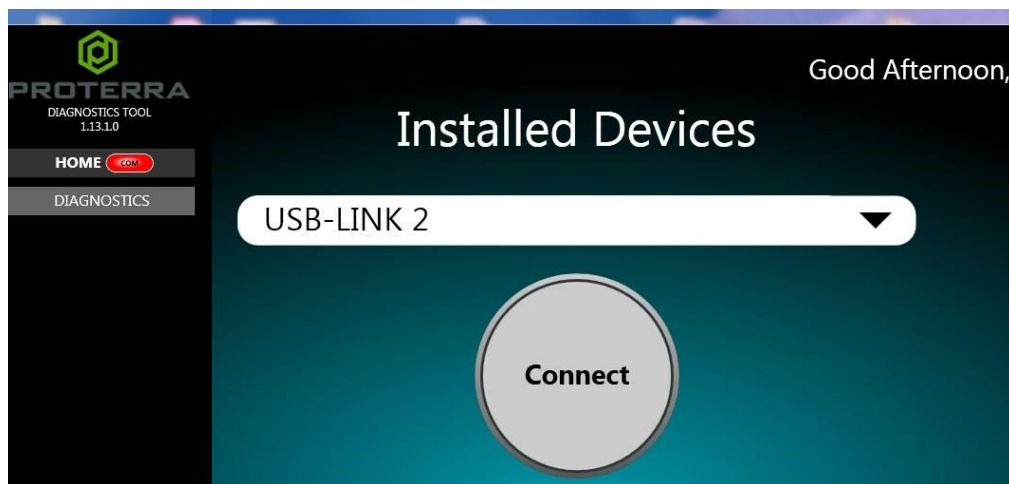 PROTERRA
DIAGNOSTICS TOOL
1.13.1.0
HOME COM
DIAGNOSTICS
Good Afternoon,
Installed Devices
USB-LINK 2
Connect